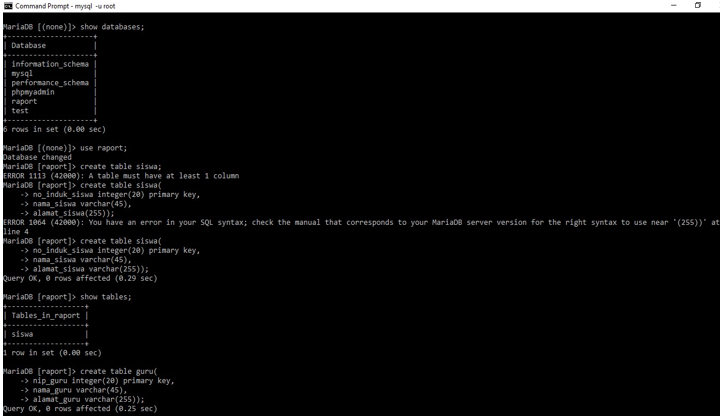 Command Prompt - mysql -u root
MariaDB [(none)]> show databases;
+--------------------+
| Database           |
+--------------------+
| information_schema |
| mysql              |
| performance_schema |
| phpmyadmin         |
| raport             |
| test               |
+--------------------+
6 rows in set (0.00 sec)
MariaDB [(none)]> use raport;
Database changed
MariaDB [raport]> create table siswa;
ERROR 1113 (42000): A table must have at least 1 column
MariaDB [raport]> create table siswa(
    -> no_induk_siswa integer(20) primary key,
    -> nama_siswa varchar(45),
    -> alamat_siswa(255));
ERROR 1064 (42000): You have an error in your SQL syntax; check the manual that corresponds to your MariaDB server version for the right syntax to use near '(255))' at
line 4
MariaDB [raport]> create table siswa(
    -> no_induk_siswa integer(20) primary key,
    -> nama_siswa varchar(45),
    -> alamat_siswa varchar(255));
Query OK, 0 rows affected (0.29 sec)
MariaDB [raport]> show tables;
+------------------+
| Tables_in_raport |
+------------------+
| siswa            |
+------------------+
1 row in set (0.00 sec)
MariaDB [raport]> create table guru(
    -> nip_guru integer(20) primary key,
    -> nama_guru varchar(45),
    -> alamat_guru varchar(255));
Query OK, 0 rows affected (0.25 sec)